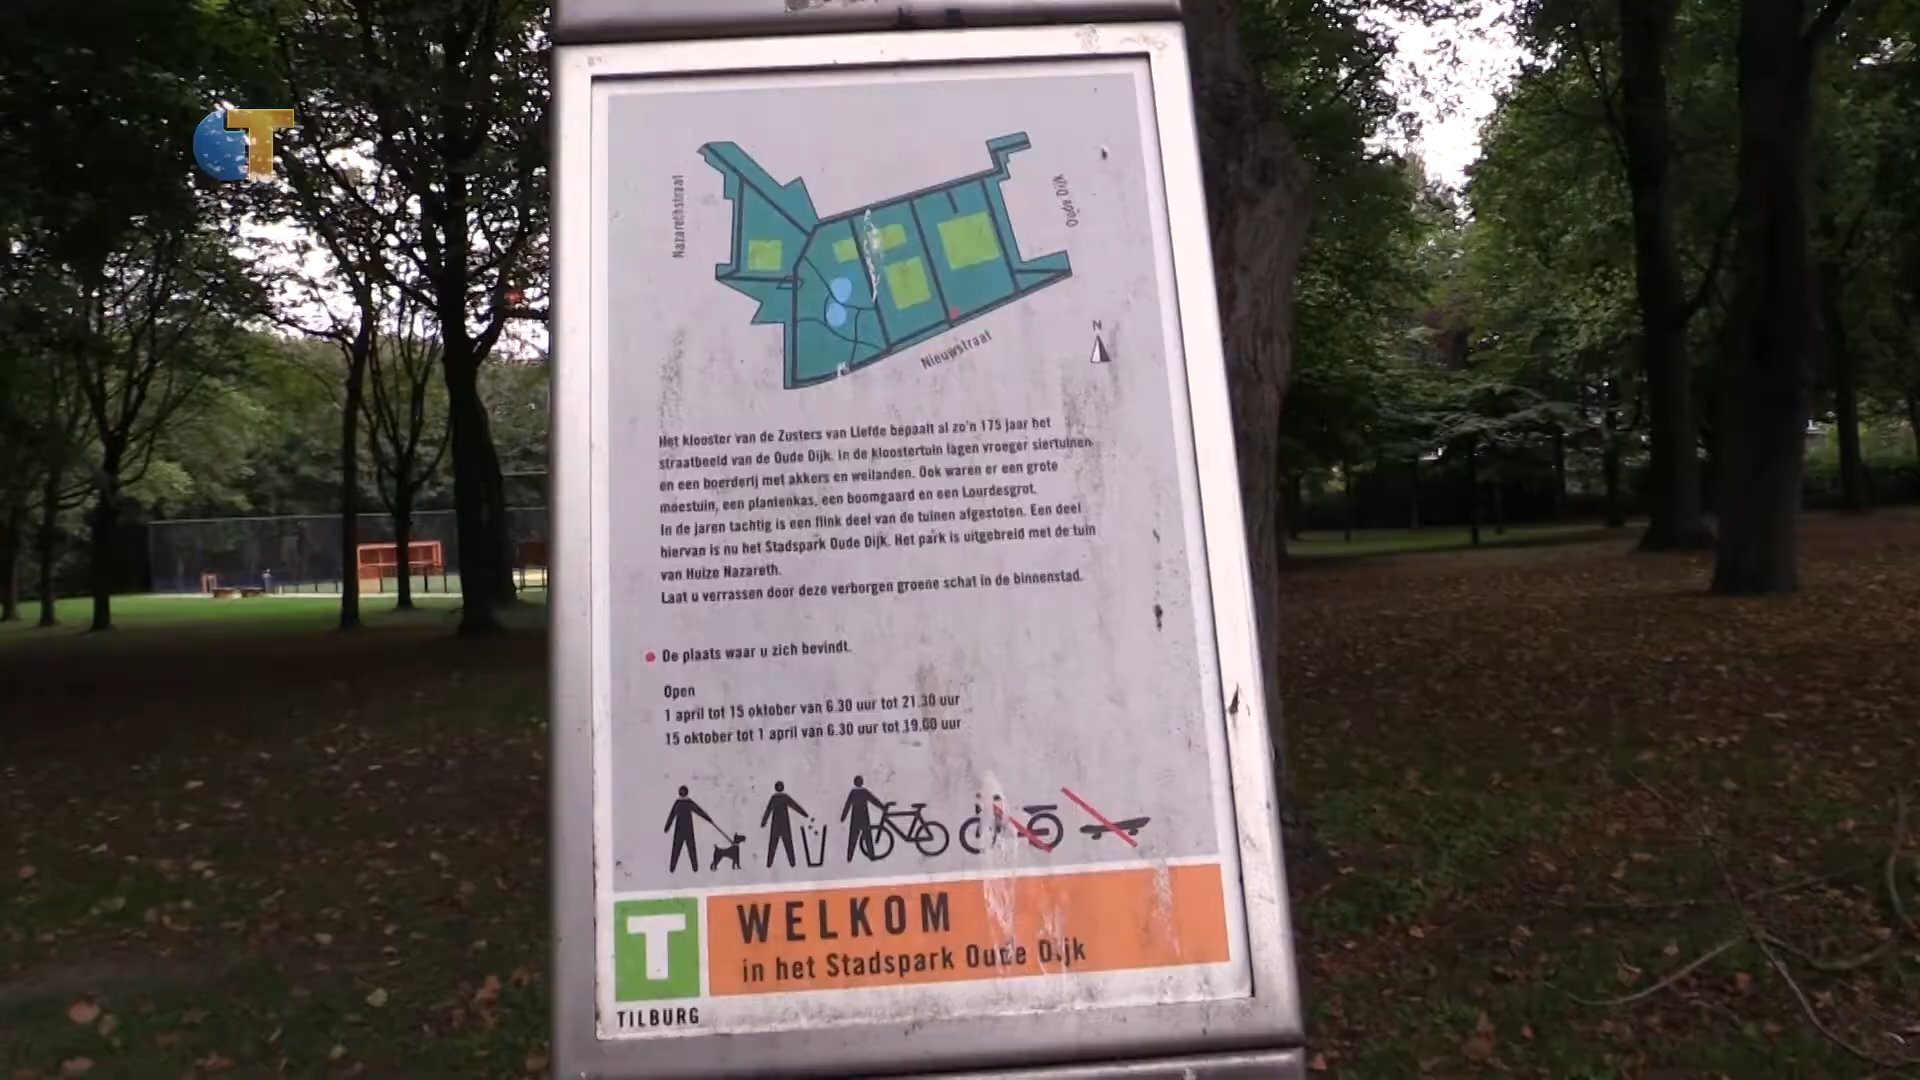 T
Nazarethstraat
Oude Dijk
Nieuwstraat
N
Het klooster van de Zusters van Liefde bepaalt al zo'n 175 jaar het
straatbeeld van de Oude Dijk. In de kloostertuin lagen vroeger siertuinen
en een boerderij met akkers en weilanden. Ook waren er een grote
moestuin, een plantenkas, een boomgaard en een Lourdesgrot.
In de jaren tachtig is een flink deel van de tuinen afgestoten. Een deel
hiervan is nu het Stadspark Oude Dijk. Het park is uitgebreid met de tuin
van Huize Nazareth.
Laat u verrassen door deze verborgen groene schat in de binnenstad.
De plaats waar u zich bevindt.
Open
1 april tot 15 oktober van 6.30 uur tot 21.30 uur
15 oktober tot 1 april van 6.30 uur tot 19.00 uur
T
WELKOM
in het Stadspark Oude Dijk
TILBURG